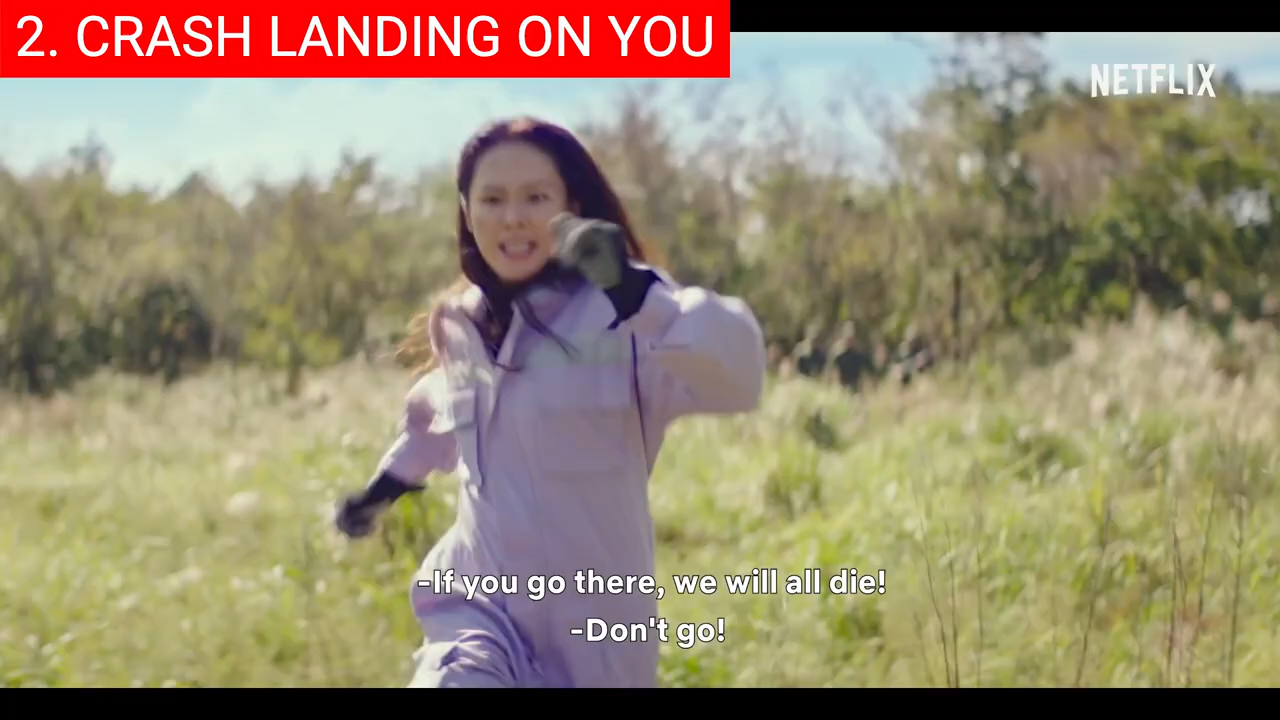 2. CRASH LANDING ON YOU
NETFLIX
-If you go there, we will all die!
-Don't go!